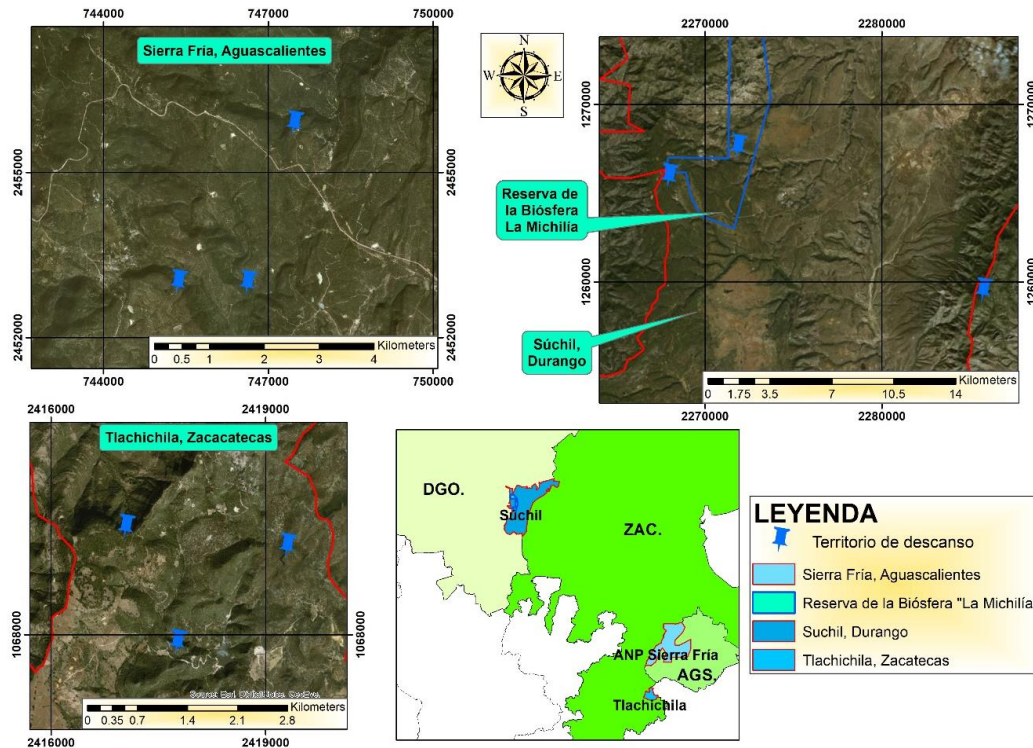 744000
747000
750000
Sierra Fría, Aguascalientes
2455000
2452000
Kilometers
0 0.5 1 2 3 4
744000
747000
750000
N
W E
S
2270000
2280000
1270000
1260000
Reserva de
la Biósfera
La Michilía
Súchil,
Durango
Kilometers
0 1.75 3.5 7 10.5 14
2270000
2280000
1270000
1260000
2416000
2419000
Tlachichila, Zacacatecas
1068000
1068000
Kilometers
0 0.35 0.7 1.4 2.1 2.8
2416000
2419000
DGO.
Súchil
ZAC.
ANP Sierra Fría
AGS.
Tlachichila
LEYENDA
Territorio de descanso
Sierra Fría, Aguascalientes
Reserva de la Biósfera "La Michilía
Suchil, Durango
Tlachichila, Zacatecas